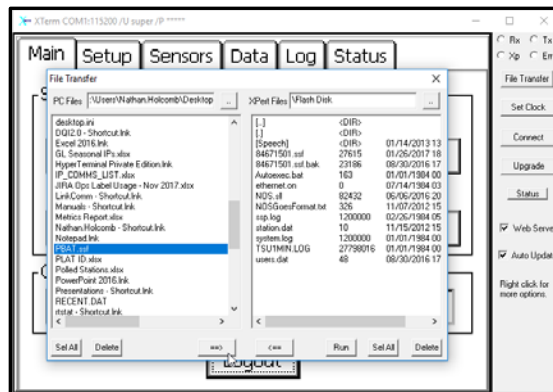 XTerm COM1:115200 /U super /P *****
Main Setup Sensors Data Log Status
File Transfer
PC Files :\Users\Nathan.Holcomb\Desktop ..
XPert Files \Flash Disk ..
desktop.ini
DQI2.0 - Shortcut.lnk
Excel 2016.lnk
GL Seasonal IPs.xlsx
HyperTerminal Private Edition.lnk
IP_COMMS_LIST.xlsx
JIRA Ops Label Usage - Nov 2017.xlsx
LinkComm - Shortcut.lnk
Manuals - Shortcut.lnk
Metrics Report.xlsx
Nathan.Holcomb - Shortcut.lnk
Notepad.lnk
PBAT.ssf
PLAT ID.xlsx
Polled Stations.xlsx
PowerPoint 2016.lnk
Presentations - Shortcut.lnk
RECENT.DAT
rtstat - Shortcut.lnk
[..] <DIR>
[.] <DIR>
[Speech] <DIR> 01/14/2013 13
84671501.ssf 27615 01/26/2017 18
84671501.ssf.bak 23186 08/30/2016 17
Autoexec.bat 163 01/01/1984 00
ethernet.on 0 07/14/1984 03
NOS.sll 82432 06/06/2016 20
NOSGoesFormat.txt 326 11/07/2012 15
ssp.log 1200000 02/26/1984 05
station.dat 10 11/15/2012 15
system.log 1200000 01/01/1984 00
TSU1MIN.LOG 27798016 01/01/1984 00
users.dat 48 08/30/2016 17
Sel All Delete ==>
<== Run Sel All Delete
Logout
Rx Tx
Xp Err
File Transfer
Set Clock
Connect
Upgrade
Status
Web Serve
Auto Updat
Right click for
more options.